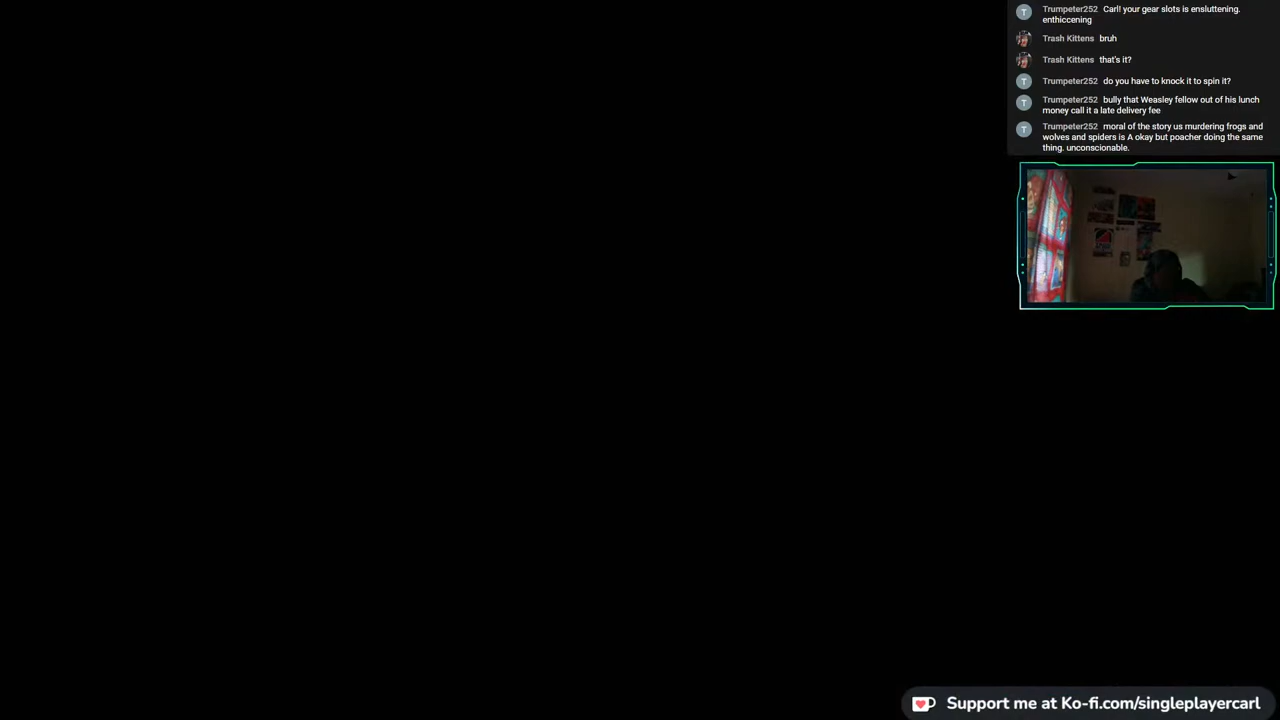 Trumpeter252 Carl! your gear slots is ensluttening.
enthiccening
Trash Kittens bruh
Trash Kittens that's it?
Trumpeter252 do you have to knock it to spin it?
Trumpeter252 bully that Weasley fellow out of his lunch
money call it a late delivery fee
Trumpeter252 moral of the story us murdering frogs and
wolves and spiders is A okay but poacher doing the same
thing. unconscionable.
Support me at Ko-fi.com/singleplayercarl